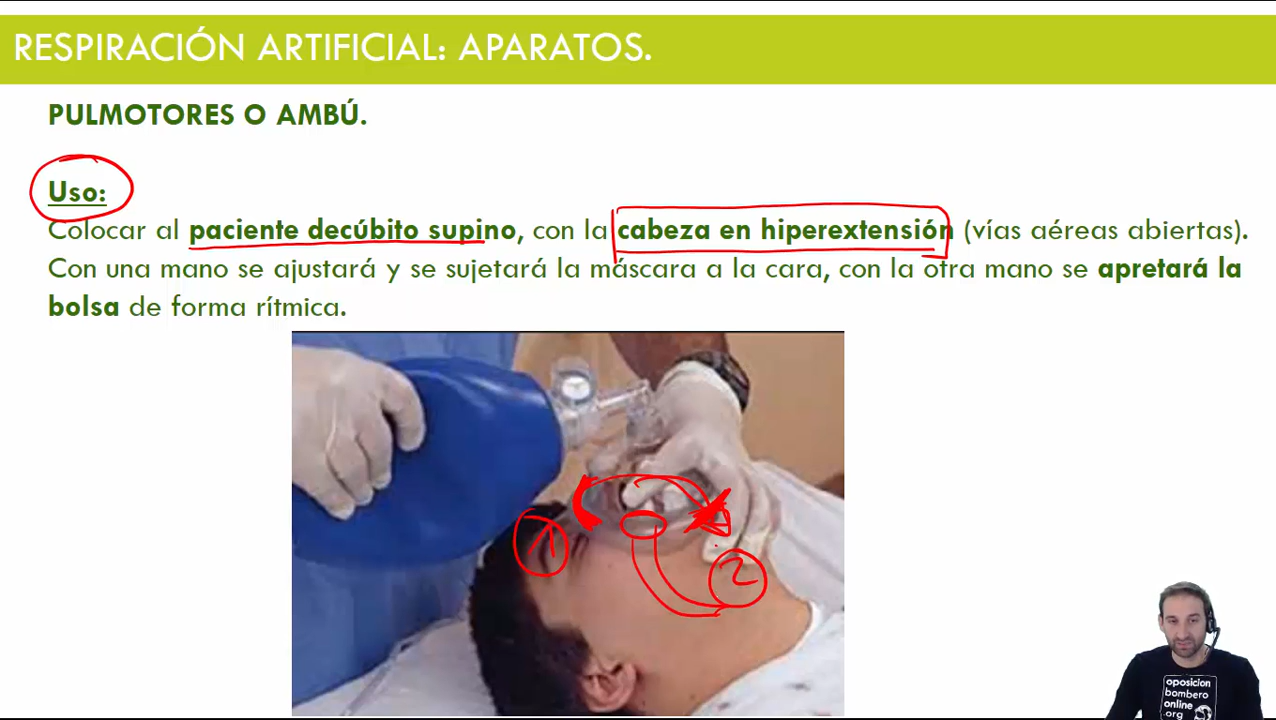 RESPIRACIÓN ARTIFICIAL: APARATOS.
PULMOTORES O AMBÚ.
Uso:
Colocar al paciente decúbito supino, con la cabeza en hiperextensión (vías aéreas abiertas).
Con una mano se ajustará y se sujetará la máscara a la cara, con la otra mano se apretará la
bolsa de forma rítmica.
1
2
oposicion
bombero
online
.org